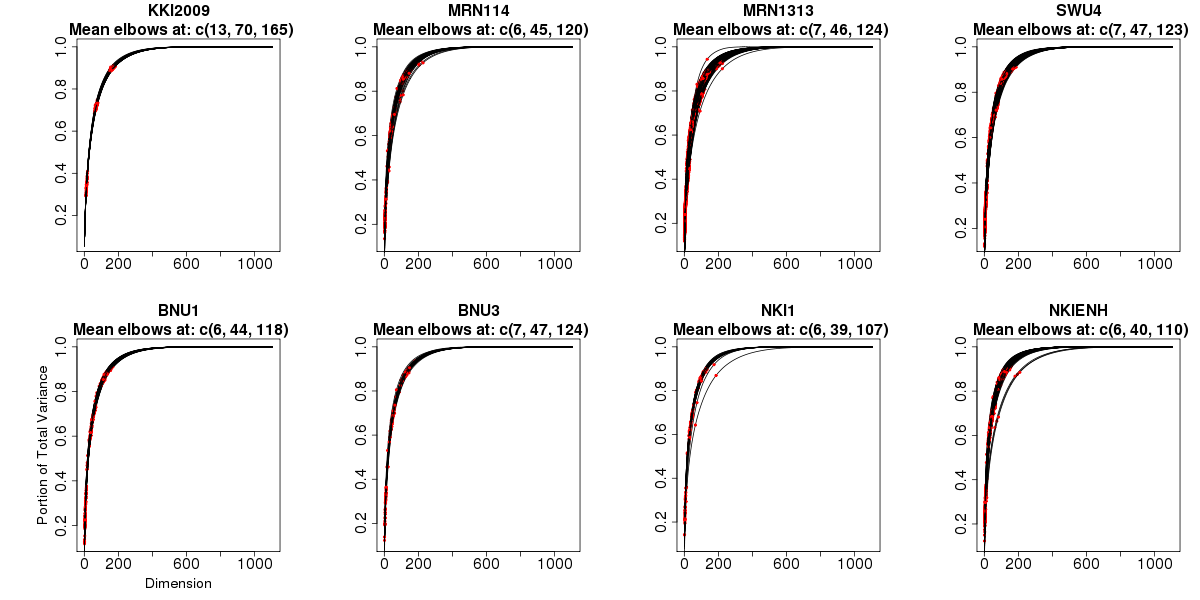 KKI2009
Mean elbows at: c(13, 70, 165)
0.2 0.4 0.6 0.8 1.0
0 200 600 1000
MRN114
Mean elbows at: c(6, 45, 120)
0.2 0.4 0.6 0.8 1.0
0 200 600 1000
MRN1313
Mean elbows at: c(7, 46, 124)
0.2 0.4 0.6 0.8 1.0
0 200 600 1000
SWU4
Mean elbows at: c(7, 47, 123)
0.2 0.4 0.6 0.8 1.0
0 200 600 1000
BNU1
Mean elbows at: c(6, 44, 118)
Portion of Total Variance
0.2 0.4 0.6 0.8 1.0
0 200 600 1000
Dimension
BNU3
Mean elbows at: c(7, 47, 124)
0.2 0.4 0.6 0.8 1.0
0 200 600 1000
NKI1
Mean elbows at: c(6, 39, 107)
0.2 0.4 0.6 0.8 1.0
0 200 600 1000
NKIENH
Mean elbows at: c(6, 40, 110)
0.2 0.4 0.6 0.8 1.0
0 200 600 1000